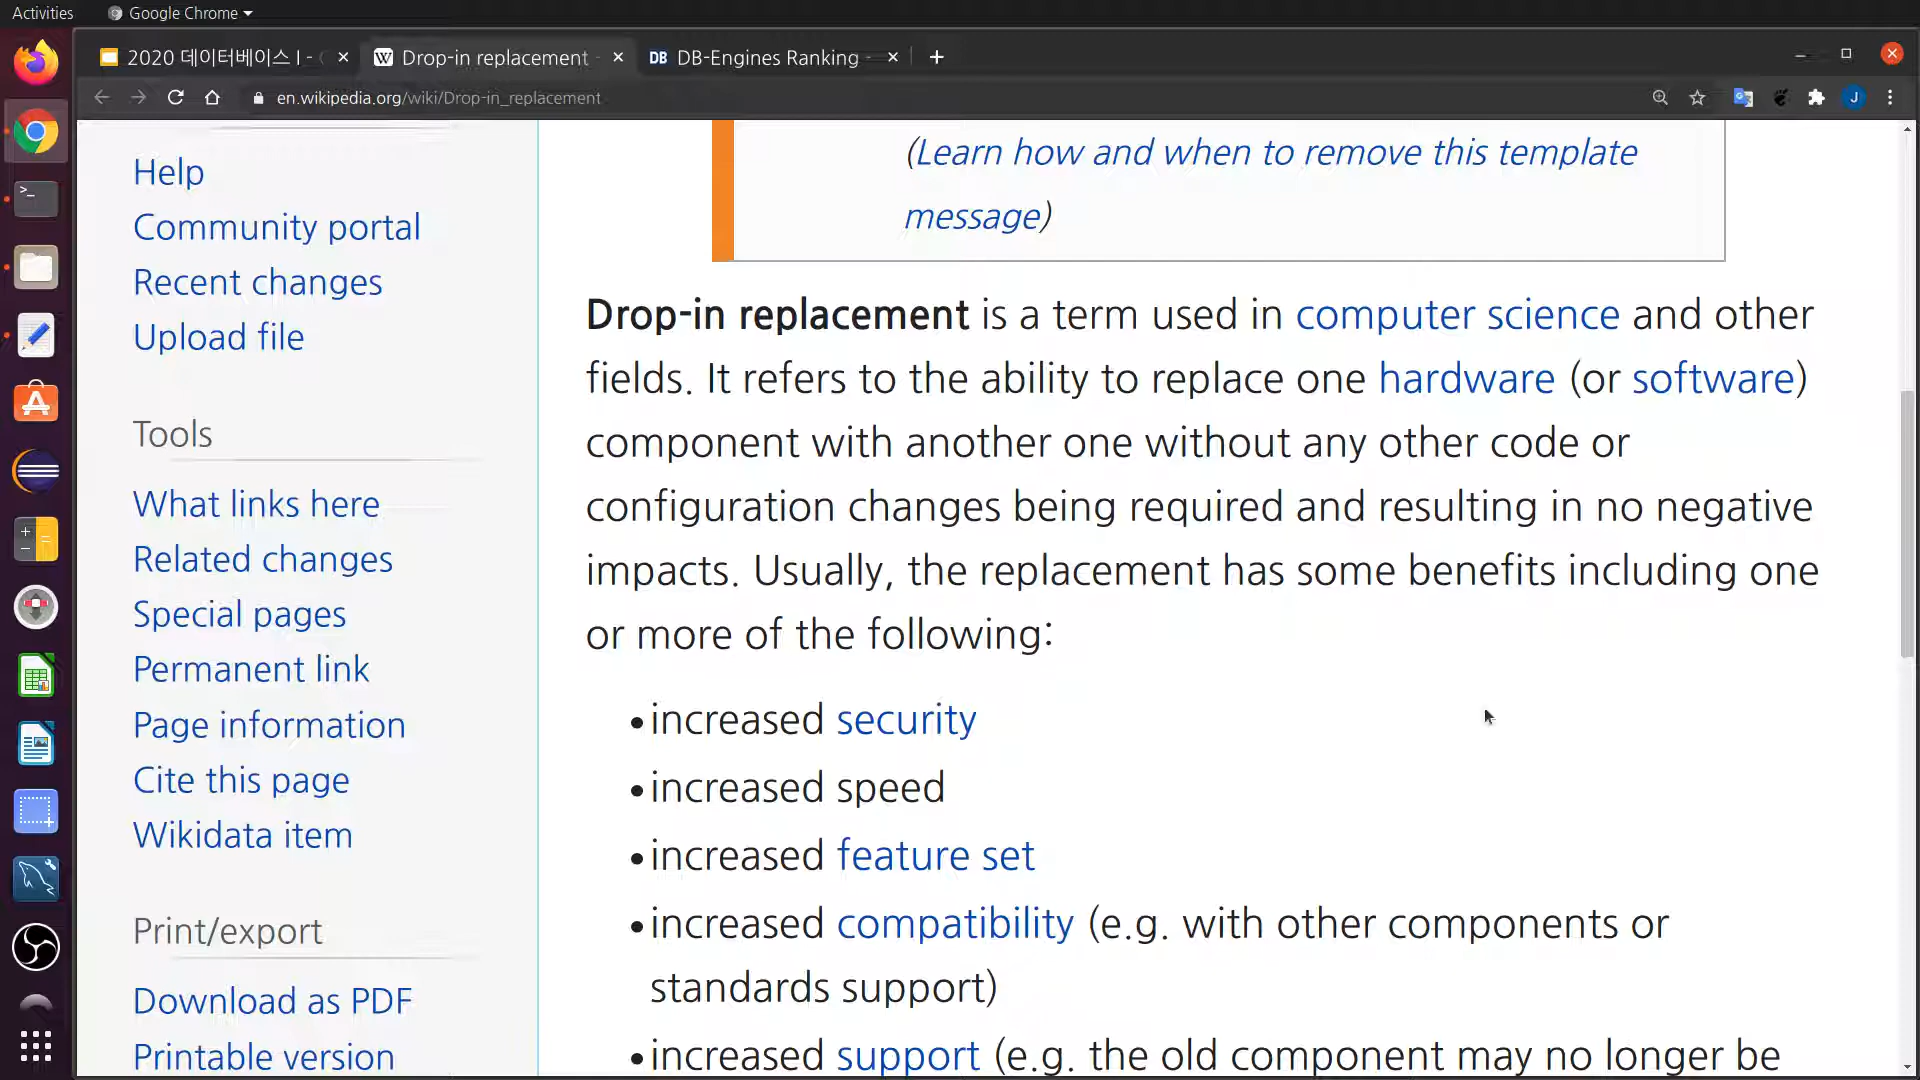 Activities
Google Chrome
2020 데이터베이스 I -
Drop-in replacement -
DB DB-Engines Ranking -
en.wikipedia.org/wiki/Drop-in_replacement
J
Help
Community portal
Recent changes
Upload file
Tools
What links here
Related changes
Special pages
Permanent link
Page information
Cite this page
Wikidata item
Print/export
Download as PDF
Printable version
(Learn how and when to remove this template
message)
Drop-in replacement is a term used in computer science and other
fields. It refers to the ability to replace one hardware (or software)
component with another one without any other code or
configuration changes being required and resulting in no negative
impacts. Usually, the replacement has some benefits including one
or more of the following:
•increased security
•increased speed
•increased feature set
•increased compatibility (e.g. with other components or
standards support)
•increased support (e.g. the old component may no longer be